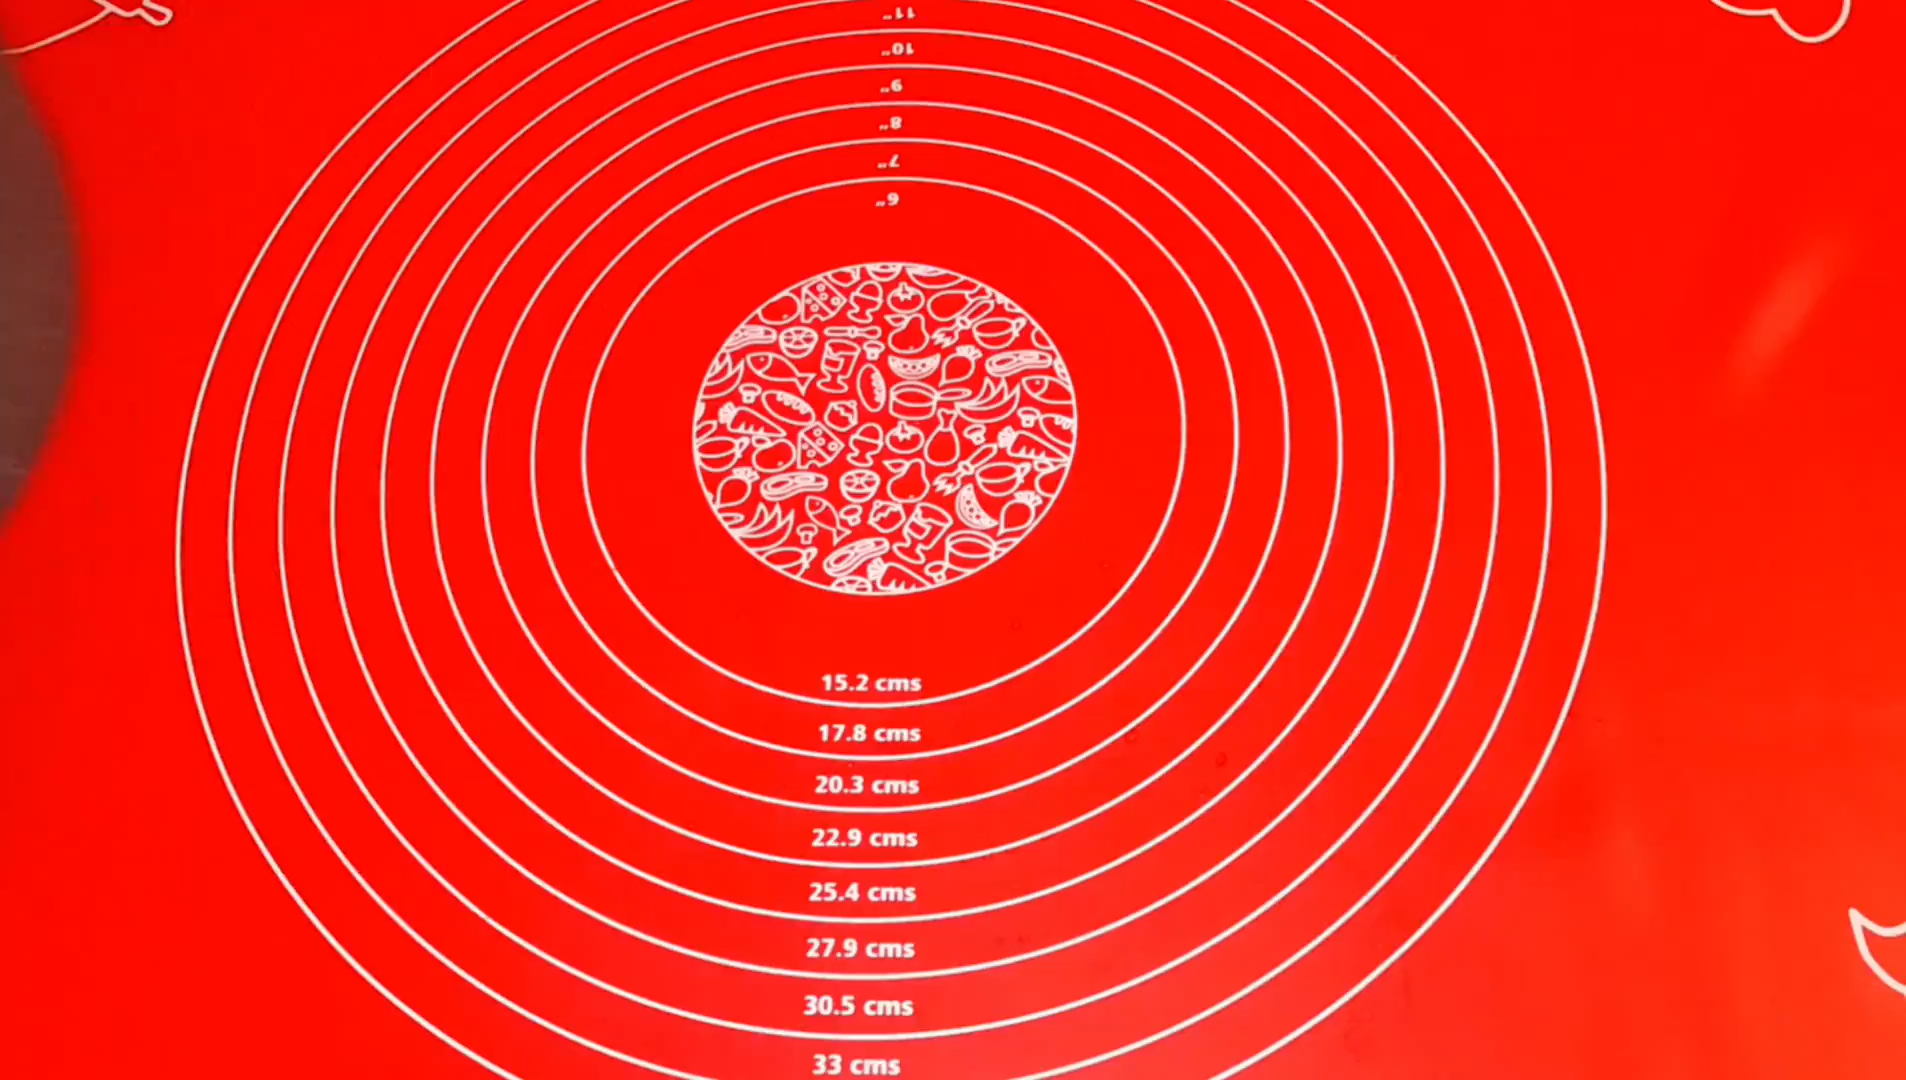 11"
10"
9"
8"
7"
6"
15.2 cms
17.8 cms
20.3 cms
22.9 cms
25.4 cms
27.9 cms
30.5 cms
33 cms